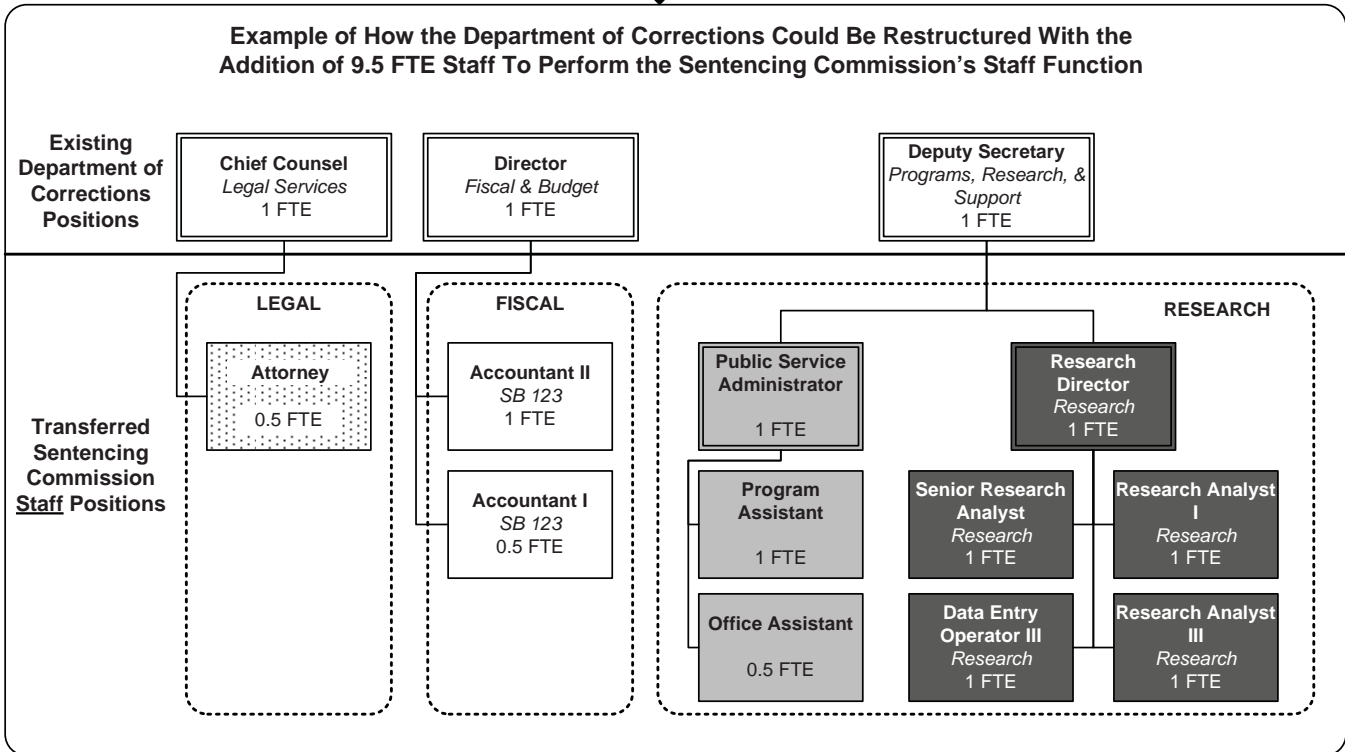 Example of How the Department of Corrections Could Be Restructured With the
Addition of 9.5 FTE Staff To Perform the Sentencing Commission's Staff Function
Existing
Department of
Corrections
Positions
Chief Counsel
Legal Services
1 FTE
Director
Fiscal & Budget
1 FTE
Deputy Secretary
Programs, Research, &
Support
1 FTE
Transferred
Sentencing
Commission
Staff Positions
LEGAL
Attorney
0.5 FTE
FISCAL
Accountant II
SB 123
1 FTE
Accountant I
SB 123
0.5 FTE
RESEARCH
Public Service
Administrator
1 FTE
Research
Director
Research
1 FTE
Program
Assistant
1 FTE
Senior Research
Analyst
Research
1 FTE
Research Analyst
I
Research
1 FTE
Office Assistant
0.5 FTE
Data Entry
Operator III
Research
1 FTE
Research Analyst
III
Research
1 FTE